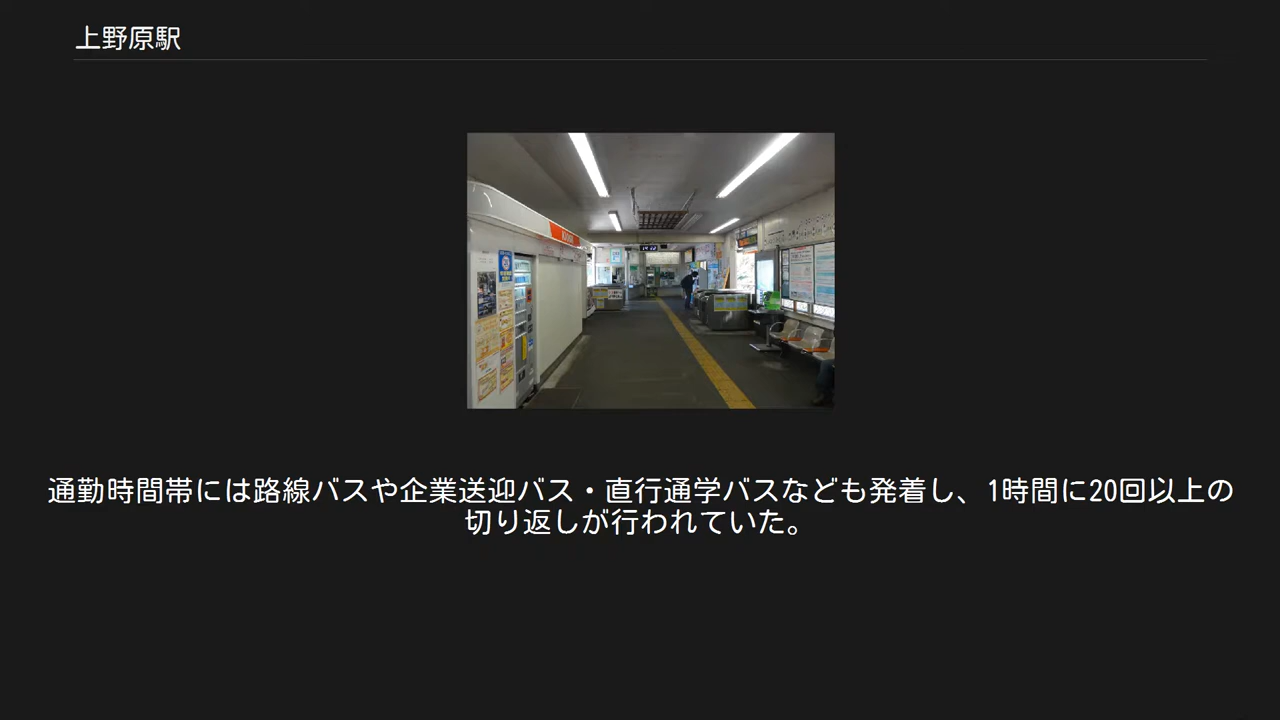 上野原駅
通勤時間帯には路線バスや企業送迎バス・直行通学バスなども発着し、1時間に20回以上の
切り返しが行われていた。